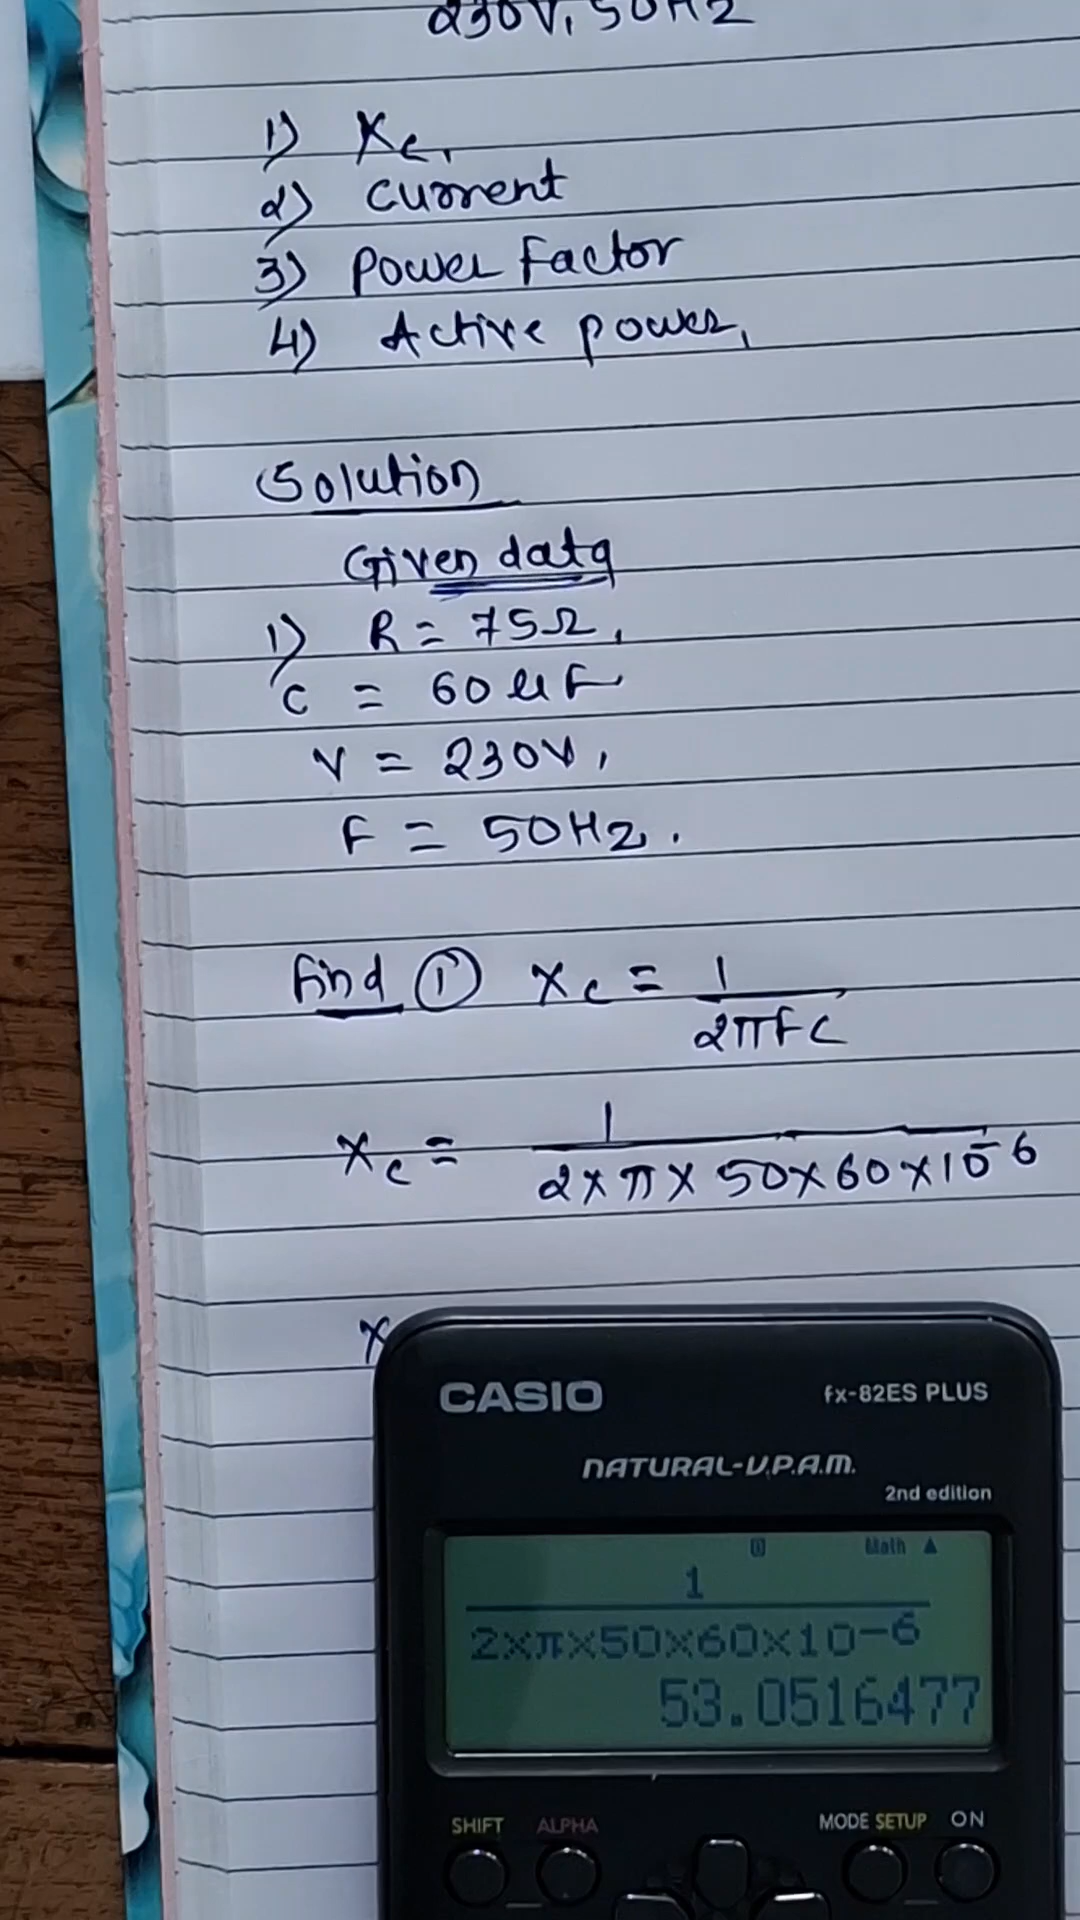 230V, 50Hz
1) Xc.
2) Current
3) Power Factor
4) Active power,
Solution
Given data
1) R = 75Ω,
C = 60 μF
V = 230V,
F = 50Hz.
Find ① Xc = 1/2πFC
Xc = 1/2×π×50×60×10⁻⁶
X
CASIO fx-82ES PLUS
NATURAL-V.P.A.M.
2nd edition
D Math ▲
1
2×π×50×60×10-6
53.0516477
SHIFT ALPHA MODE SETUP ON